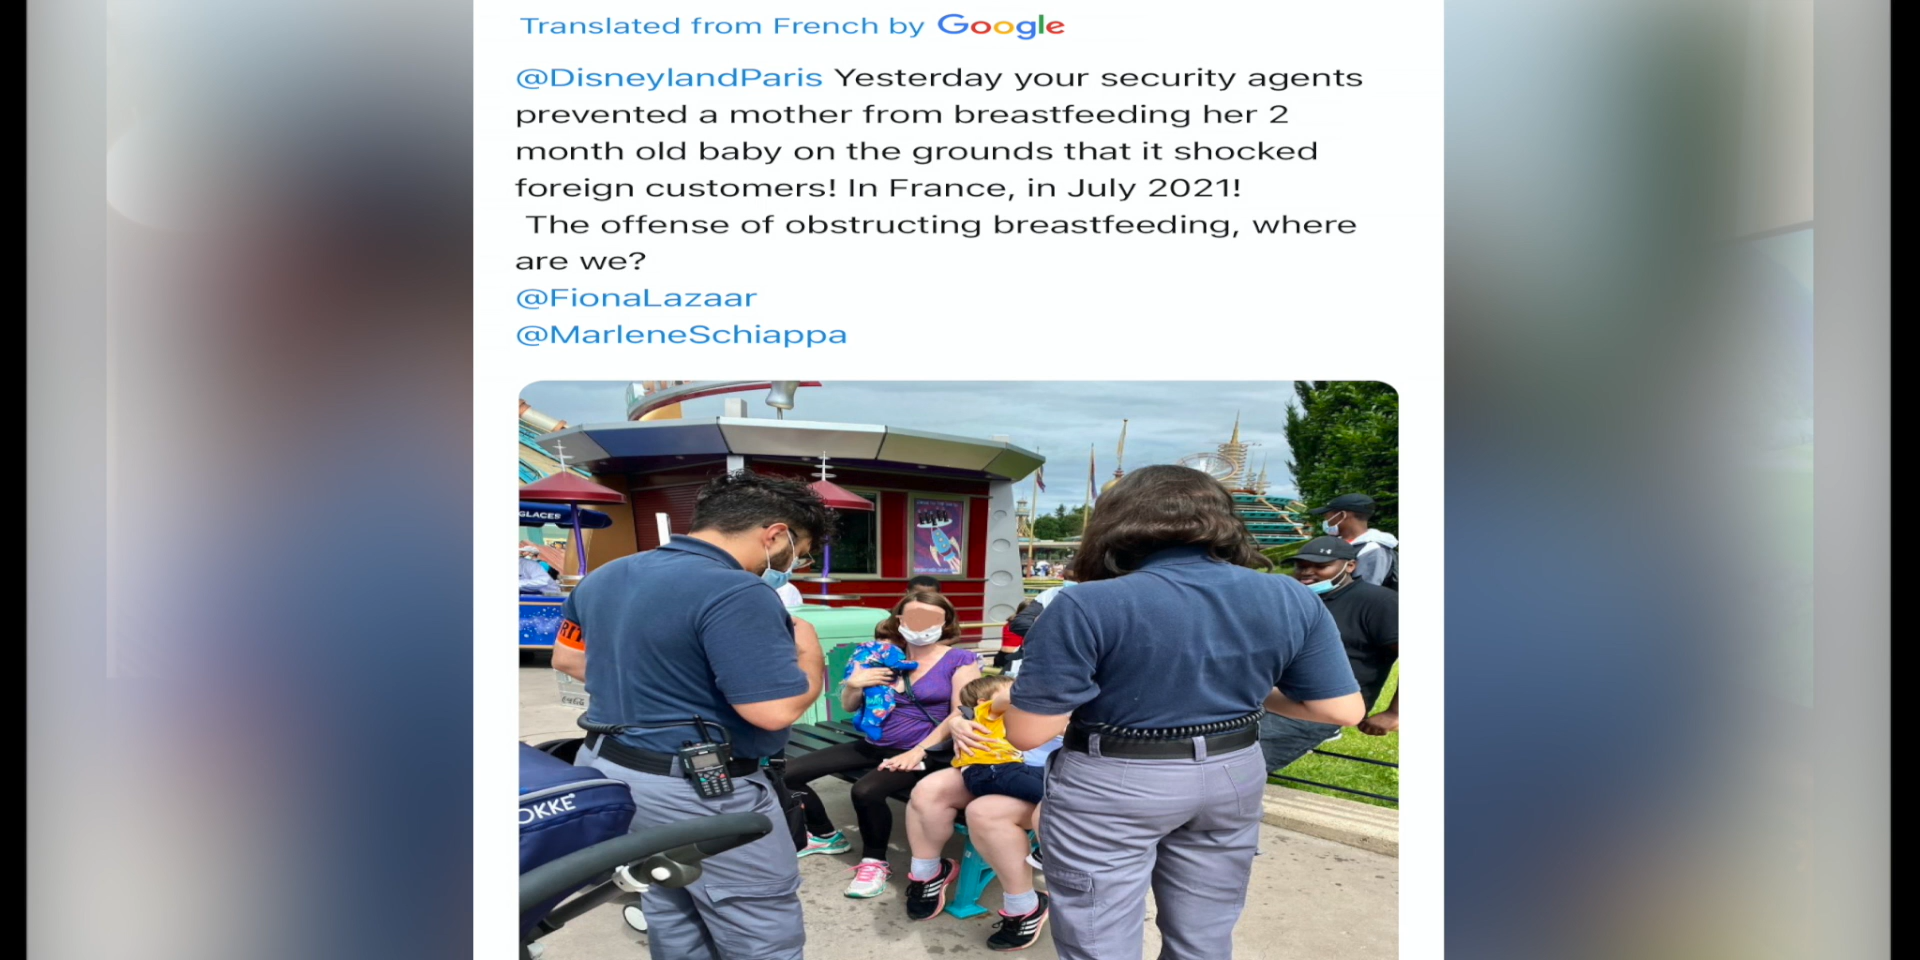 Translated from French by Google
@DisneylandParis Yesterday your security agents
prevented a mother from breastfeeding her 2
month old baby on the grounds that it shocked
foreign customers! In France, in July 2021!
The offense of obstructing breastfeeding, where
are we?
@FionaLazaar
@MarleneSchiappa
GLACES
OKKE